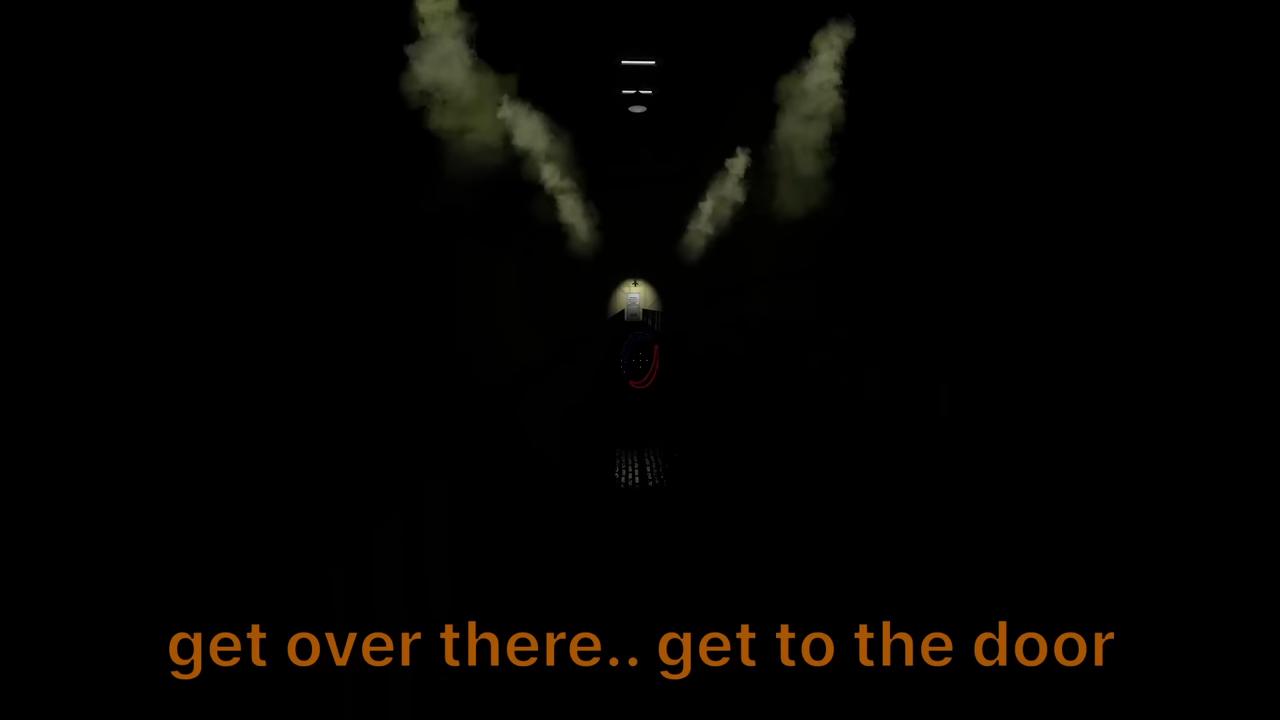 get over there.. get to the door